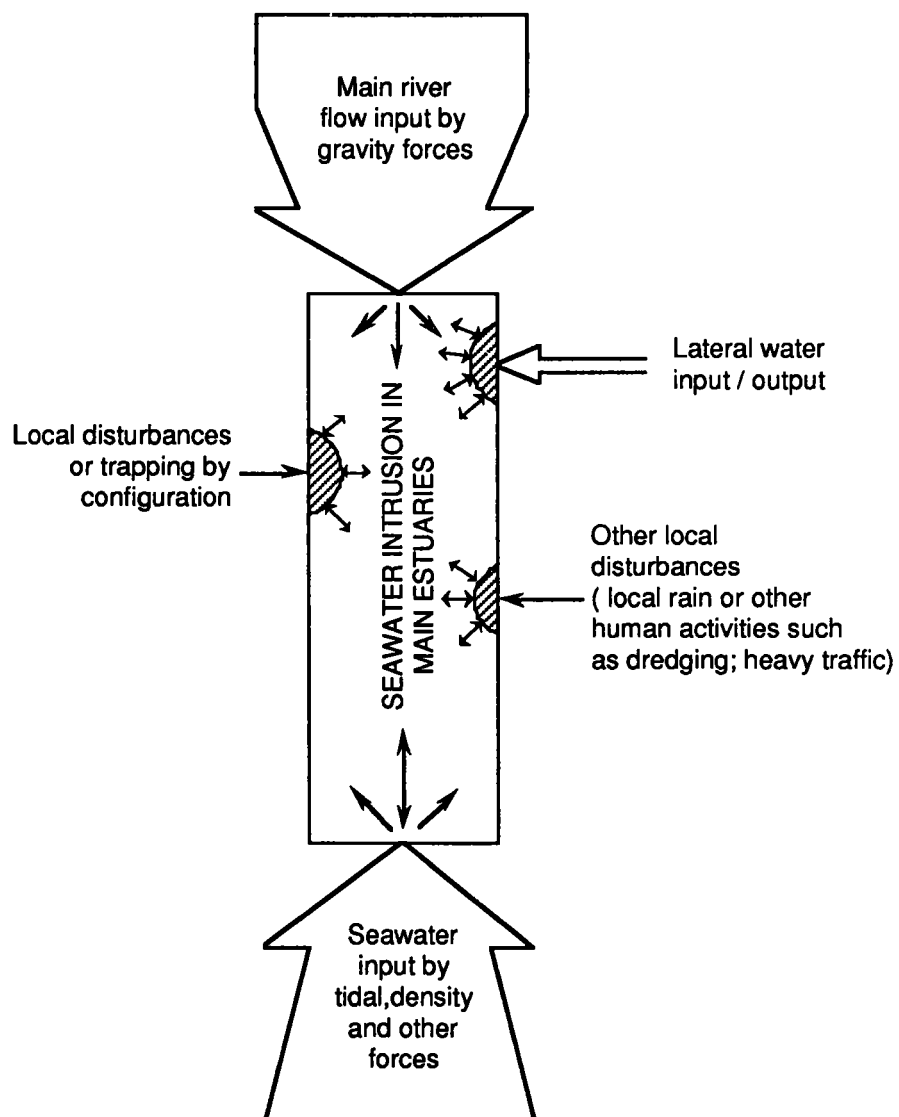 Main river
flow input by
gravity forces
Lateral water
input / output
Local disturbances
or trapping by
configuration
SEAWATER INTRUSION IN
MAIN ESTUARIES
Other local
disturbances
( local rain or other
human activities such
as dredging; heavy traffic)
Seawater
input by
tidal,density
and other
forces